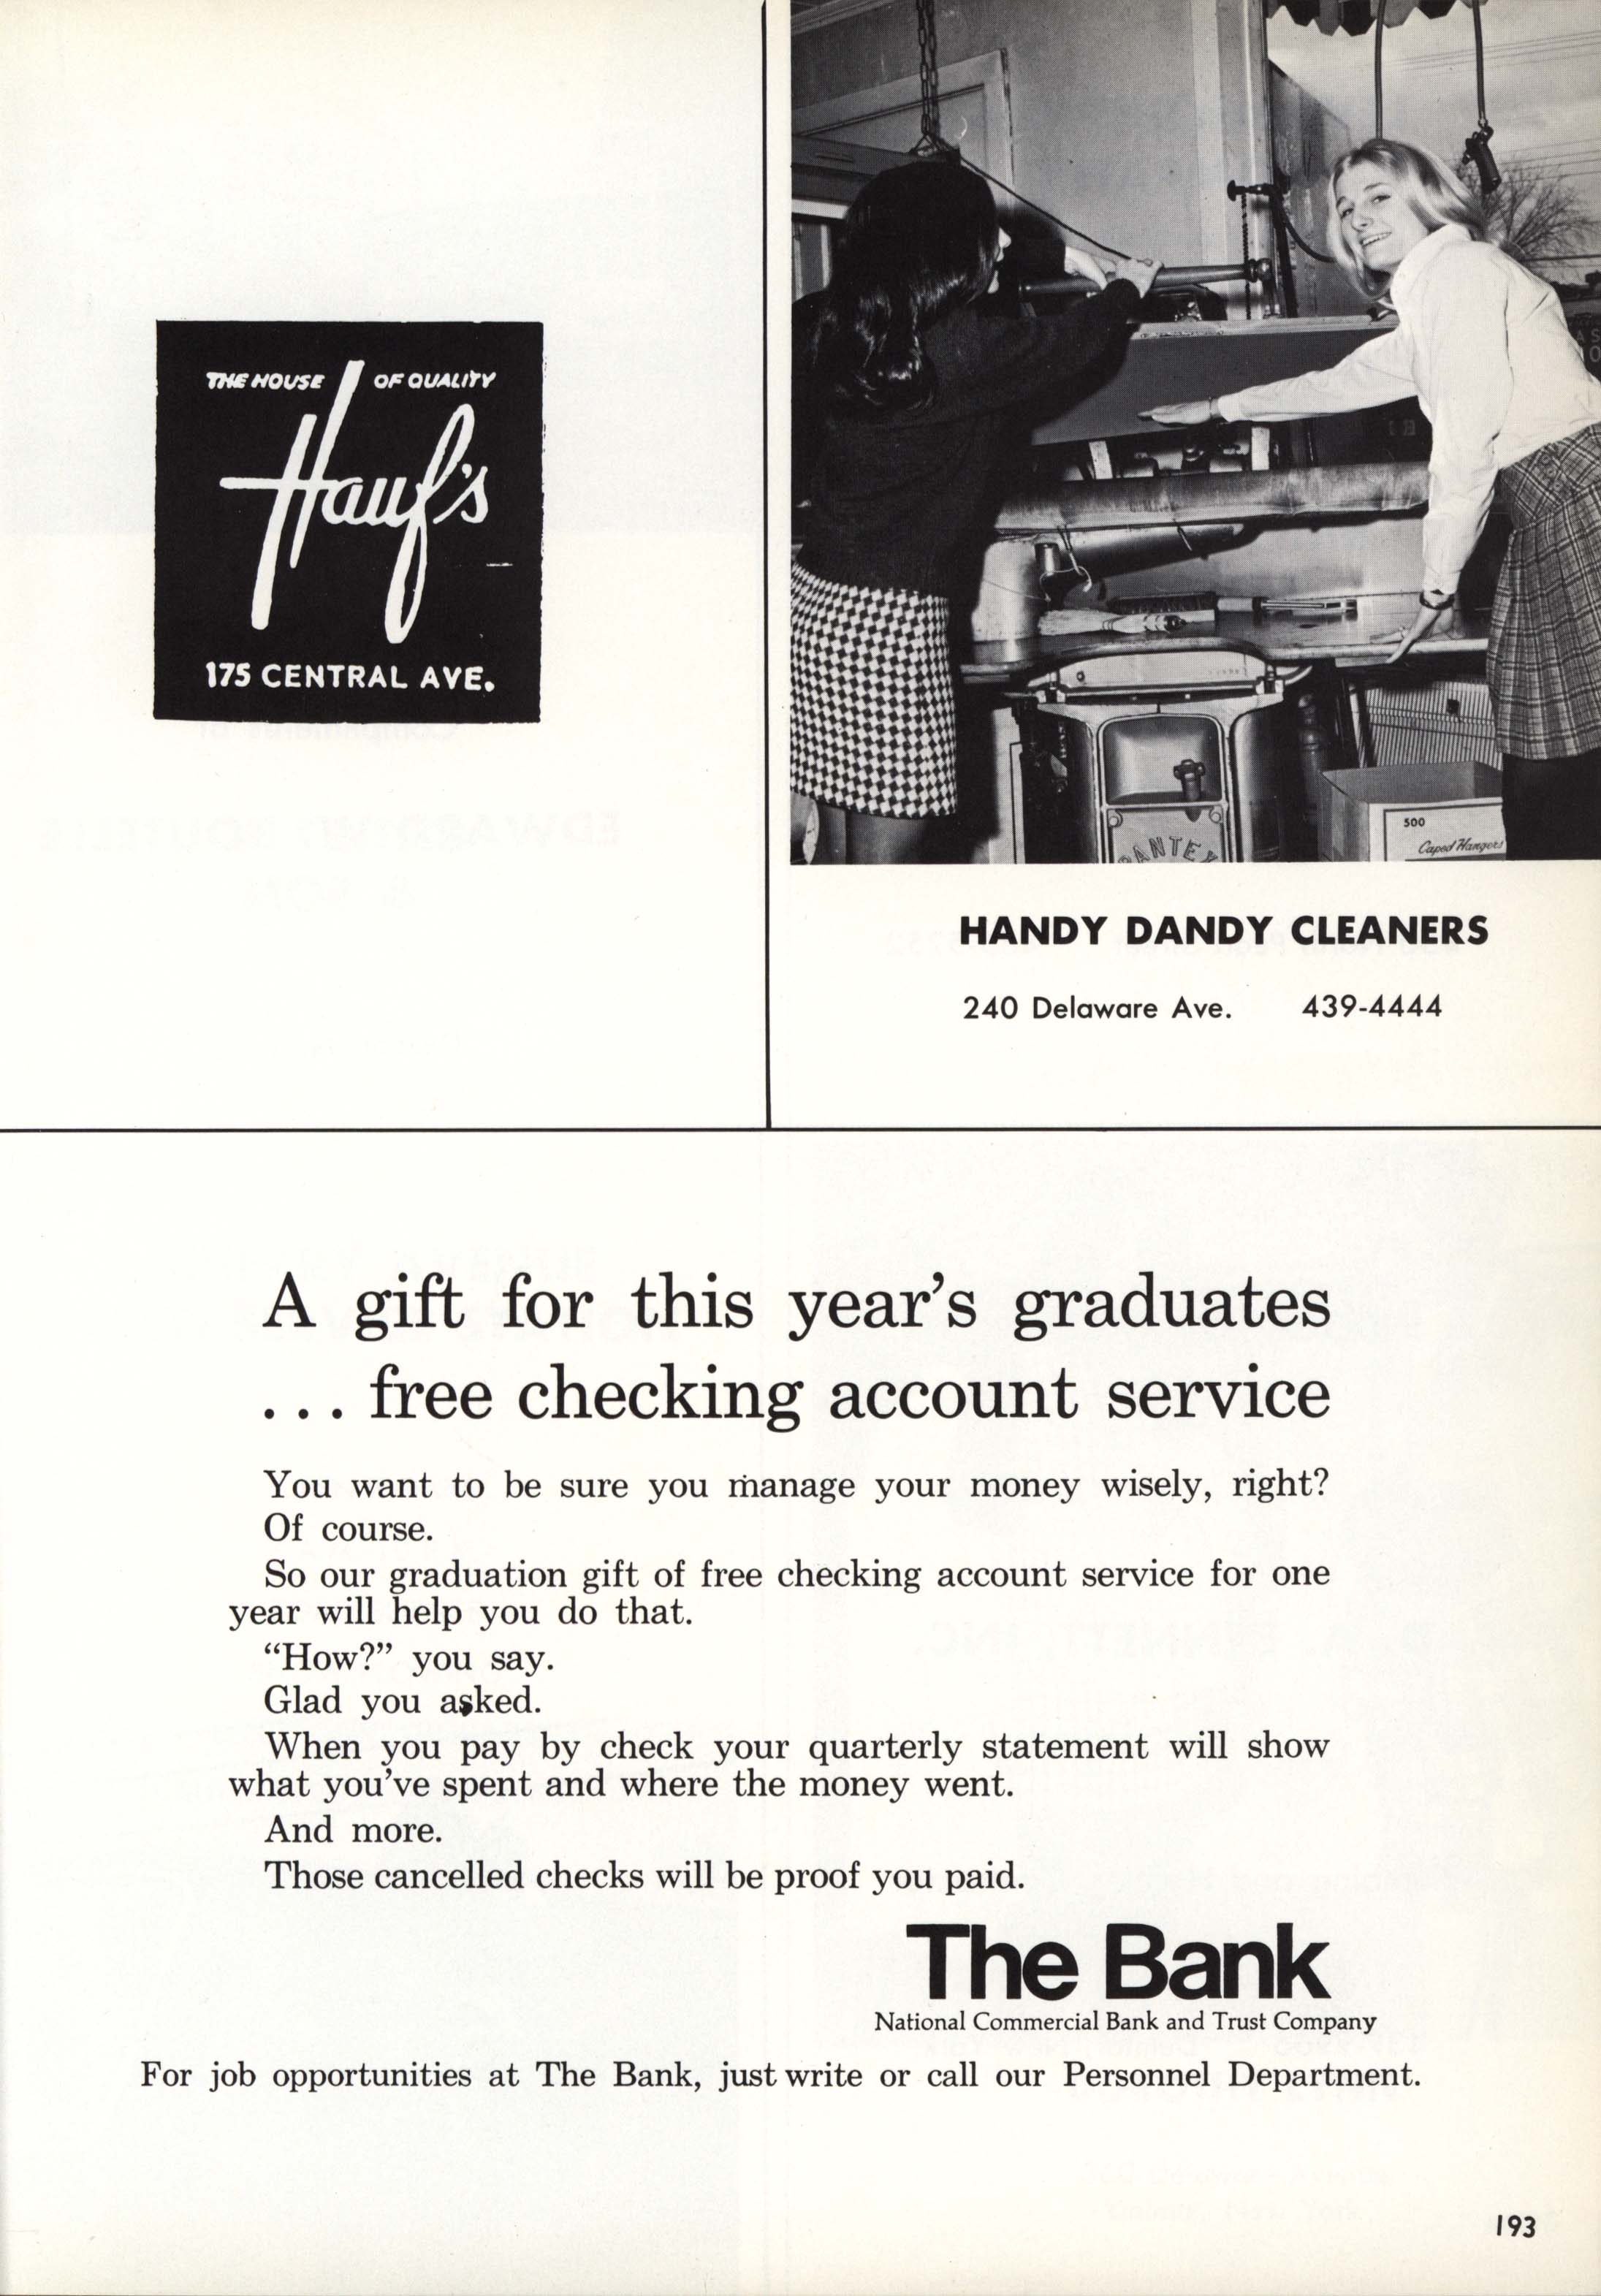 THE HOUSE OF QUALITY
Hauf's
175 CENTRAL AVE.
PANTEX
500
Caped Hangers
HANDY DANDY CLEANERS
240 Delaware Ave. 439-4444
A gift for this year's graduates
... free checking account service
You want to be sure you manage your money wisely, right?
Of course.
So our graduation gift of free checking account service for one
year will help you do that.
"How?" you say.
Glad you asked.
When you pay by check your quarterly statement will show
what you've spent and where the money went.
And more.
Those cancelled checks will be proof you paid.
The Bank
National Commercial Bank and Trust Company
For job opportunities at The Bank, just write or call our Personnel Department.
193